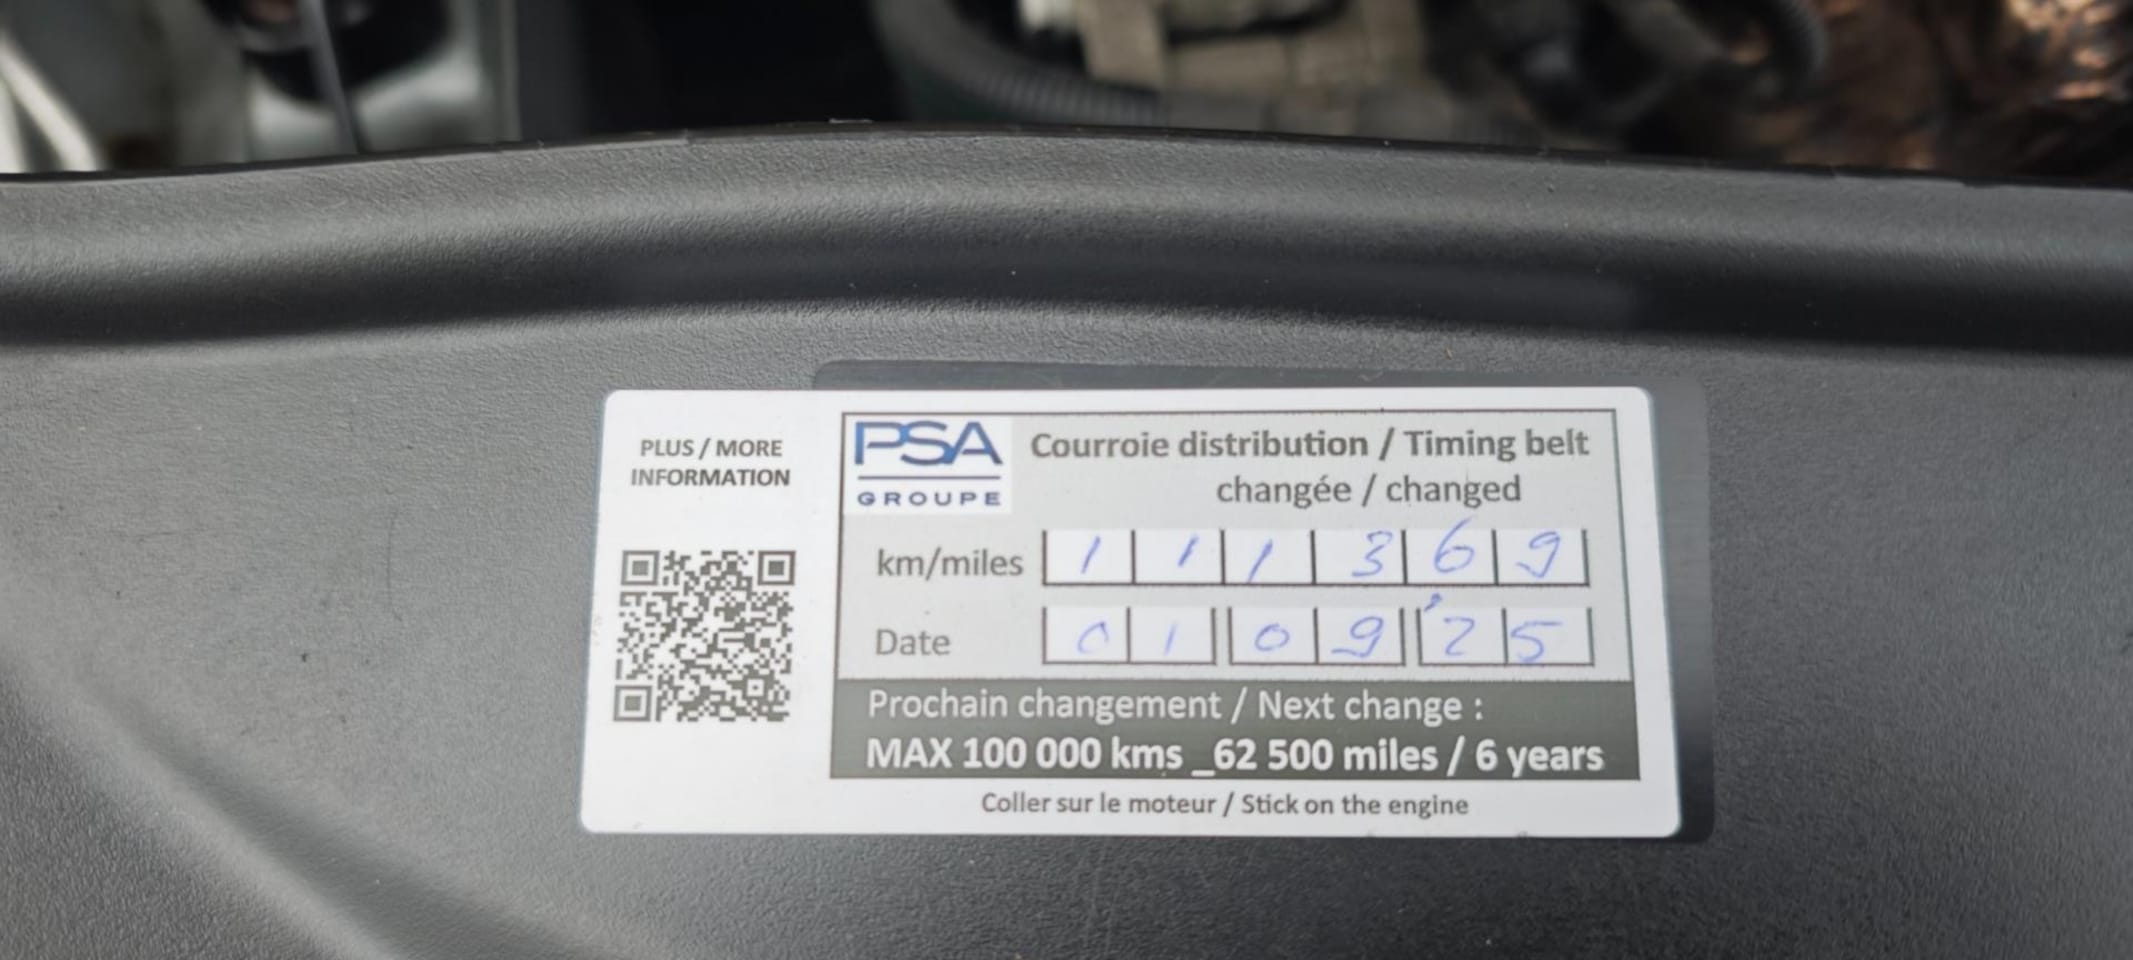 PLUS / MORE
INFORMATION
PSA
GROUPE
Courroie distribution / Timing belt
changée / changed
km/miles 1 1 1 3 6 9
Date 0 1 0 9 2 5
Prochain changement / Next change :
MAX 100 000 kms _62 500 miles / 6 years
Coller sur le moteur / Stick on the engine